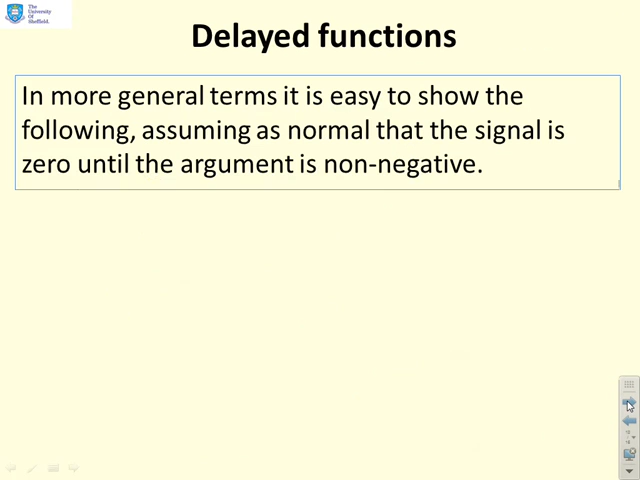 The
University
Of
Sheffield.
Delayed functions
In more general terms it is easy to show the
following, assuming as normal that the signal is
zero until the argument is non-negative.